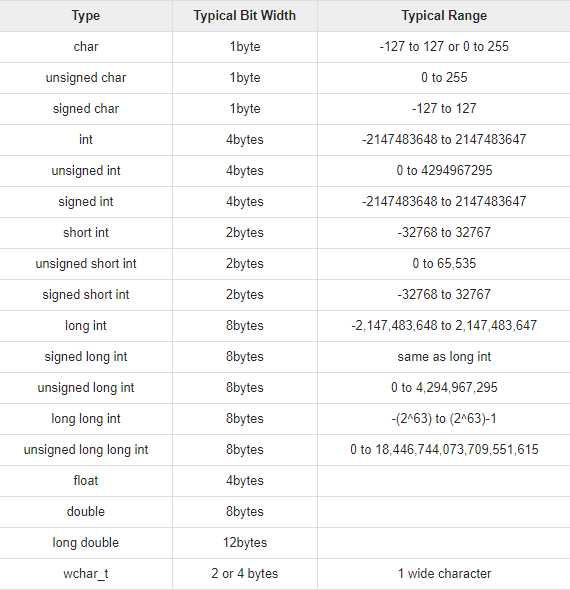 Type Typical Bit Width Typical Range
char 1byte -127 to 127 or 0 to 255
unsigned char 1byte 0 to 255
signed char 1byte -127 to 127
int 4bytes -2147483648 to 2147483647
unsigned int 4bytes 0 to 4294967295
signed int 4bytes -2147483648 to 2147483647
short int 2bytes -32768 to 32767
unsigned short int 2bytes 0 to 65,535
signed short int 2bytes -32768 to 32767
long int 8bytes -2,147,483,648 to 2,147,483,647
signed long int 8bytes same as long int
unsigned long int 8bytes 0 to 4,294,967,295
long long int 8bytes -(2^63) to (2^63)-1
unsigned long long int 8bytes 0 to 18,446,744,073,709,551,615
float 4bytes
double 8bytes
long double 12bytes
wchar_t 2 or 4 bytes 1 wide character